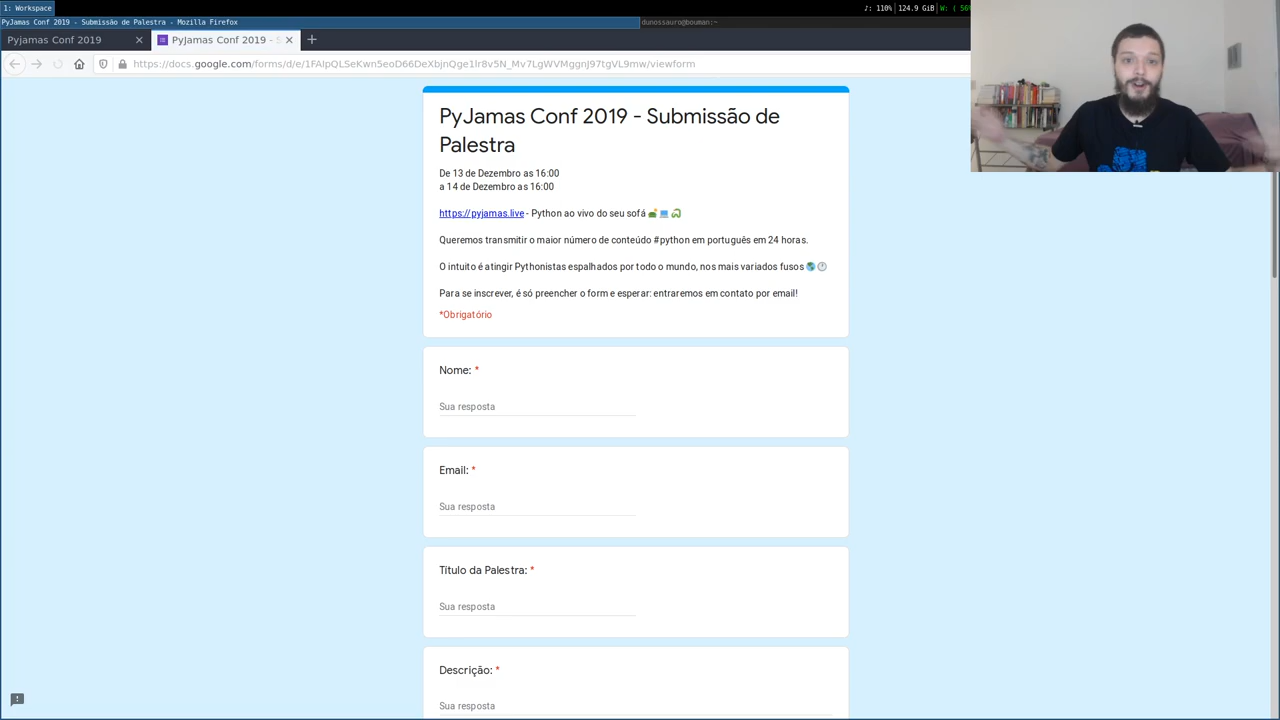 1: Workspace
♪: 110% 124.9 GiB W: ( 56%
PyJamas Conf 2019 - Submissão de Palestra - Mozilla Firefox
dunossauro@bouman:~
Pyjamas Conf 2019
PyJamas Conf 2019 - S
https://docs.google.com/forms/d/e/1FAIpQLSeKwn5eoD66DeXbjnQge1lr8v5N_Mv7LgWVMggnJ97tgVL9mw/viewform
PyJamas Conf 2019 - Submissão de
Palestra
De 13 de Dezembro as 16:00
a 14 de Dezembro as 16:00
https://pyjamas.live - Python ao vivo do seu sofá 🛋💻🐍
Queremos transmitir o maior número de conteúdo #python em português em 24 horas.
O intuito é atingir Pythonistas espalhados por todo o mundo, nos mais variados fusos 🌎🕐
Para se inscrever, é só preencher o form e esperar: entraremos em contato por email!
*Obrigatório
Nome: *
Sua resposta
Email: *
Sua resposta
Titulo da Palestra: *
Sua resposta
Descrição: *
Sua resposta